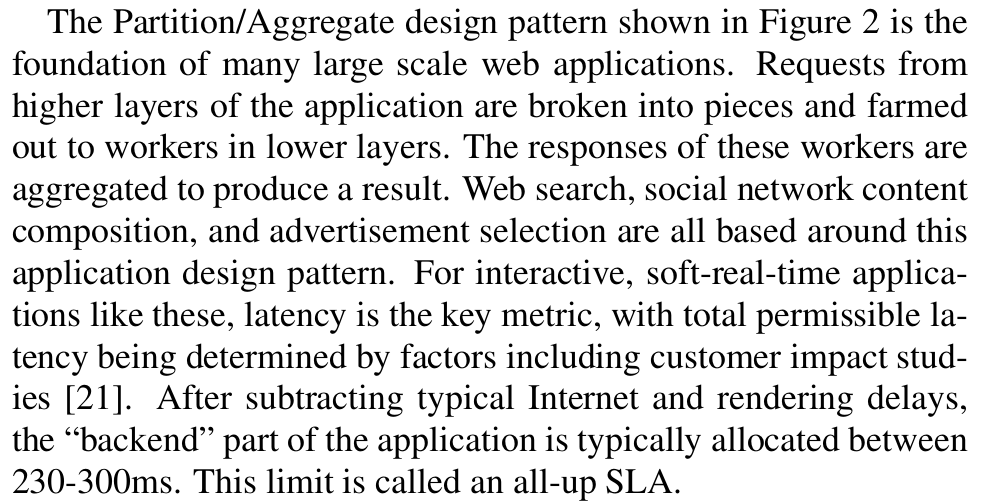 The Partition/Aggregate design pattern shown in Figure 2 is the
foundation of many large scale web applications. Requests from
higher layers of the application are broken into pieces and farmed
out to workers in lower layers. The responses of these workers are
aggregated to produce a result. Web search, social network content
composition, and advertisement selection are all based around this
application design pattern. For interactive, soft-real-time applica-
tions like these, latency is the key metric, with total permissible la-
tency being determined by factors including customer impact stud-
ies [21]. After subtracting typical Internet and rendering delays,
the “backend” part of the application is typically allocated between
230-300ms. This limit is called an all-up SLA.